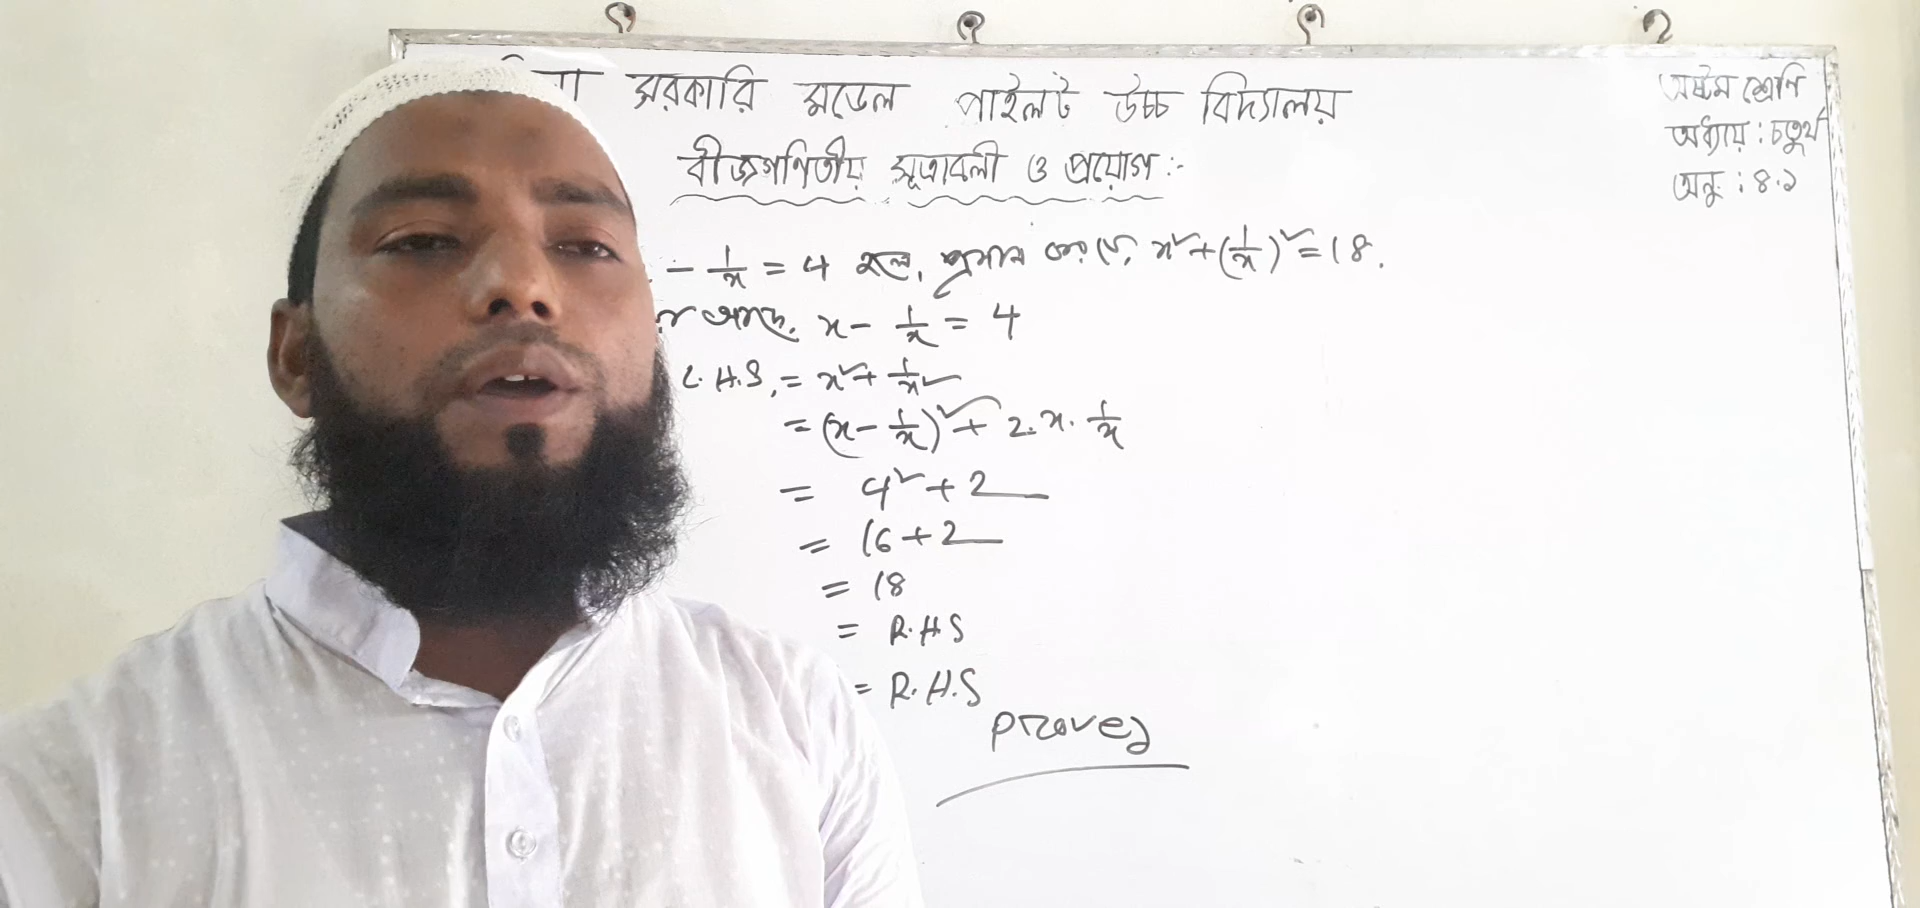 সরকারি মডেল পাইলট উচ্চ বিদ্যালয়
বীজগণিতীয় সূত্রাবলী ও প্রয়োগ :-
অষ্টম শ্রেণি
অধ্যায় : চতুর্থ
অনু : ৪.১
- 1/x = 4 হলে, প্রমাণ কর যে, x² + (1/x)² = 18.
আছে, x - 1/x = 4
L.H.S, = x² + 1/x²
= (x - 1/x)² + 2.x. 1/x
= 4² + 2
= 16 + 2
= 18
= R.H.S
= R.H.S
proved